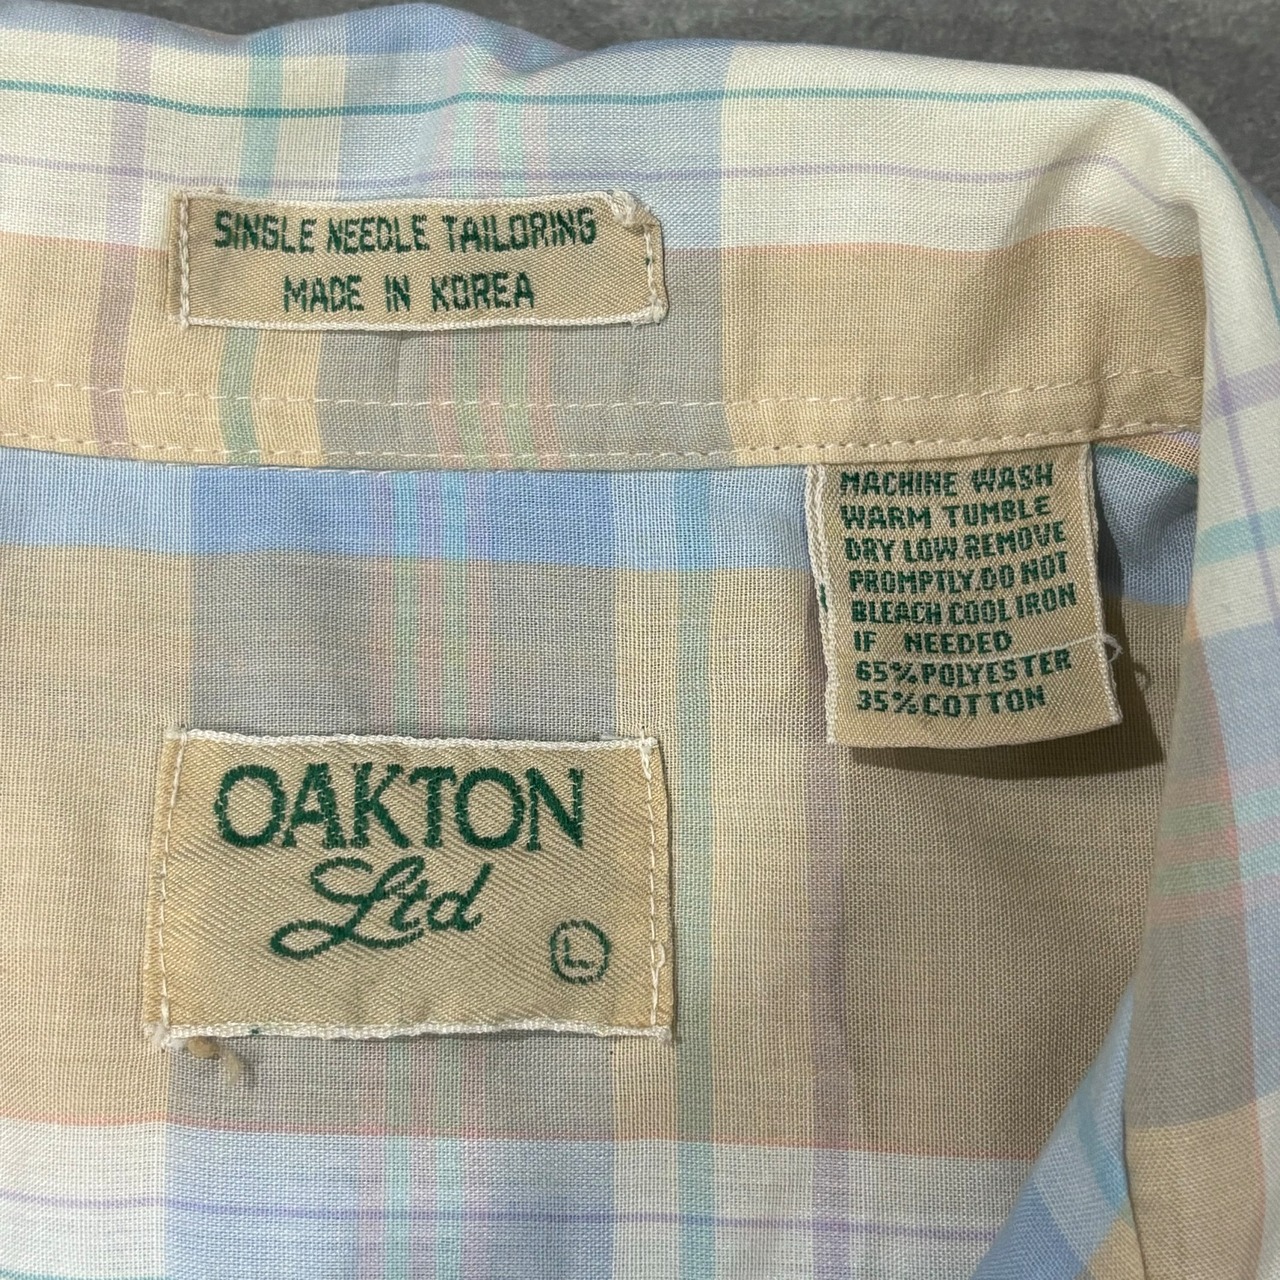 SINGLE NEEDLE TAILORING
MADE IN KOREA
MACHINE WASH
WARM TUMBLE
DRY LOW.REMOVE
PROMPTLY.DO NOT
BLEACH COOL IRON
IF NEEDED
65% POLYESTER
35% COTTON
OAKTON
Ltd
L